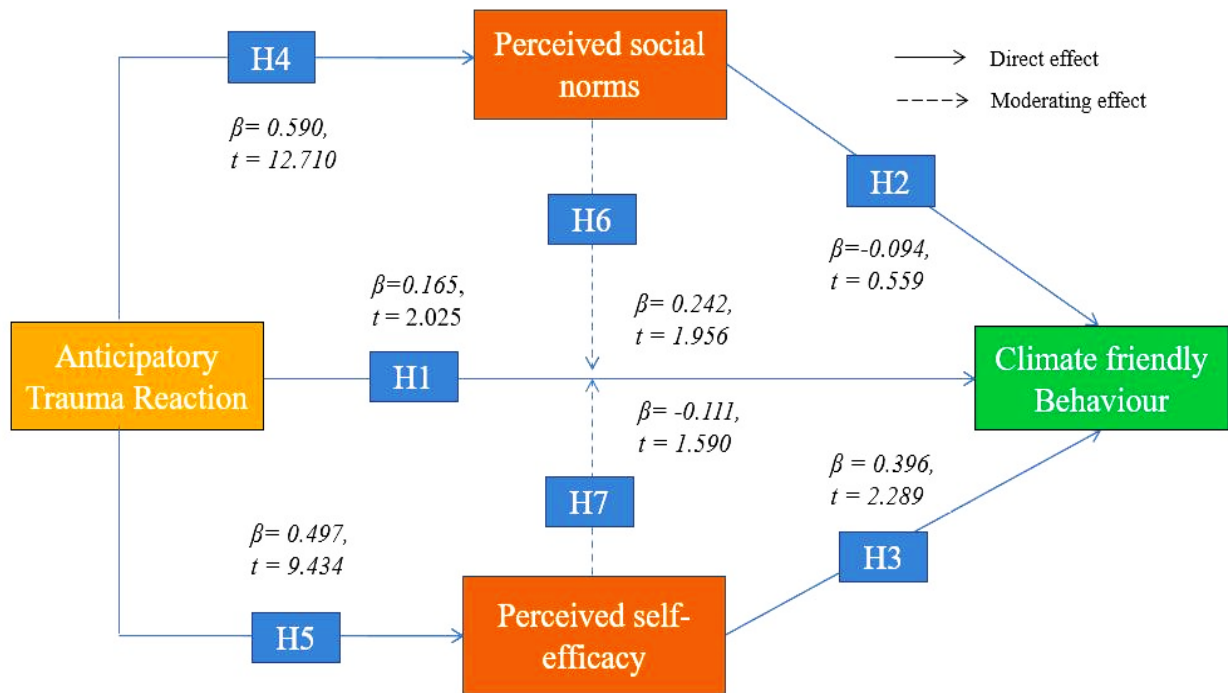 H4
Perceived social
norms
Direct effect
Moderating effect
β= 0.590,
t = 12.710
H2
H6
β=-0.094,
t = 0.559
β=0.165,
t = 2.025
β=0.242,
t = 1.956
Anticipatory
Trauma Reaction
H1
Climate friendly
Behaviour
β= -0.111,
t = 1.590
β = 0.396,
t = 2.289
H7
β= 0.497,
t = 9.434
H3
H5
Perceived self-
efficacy